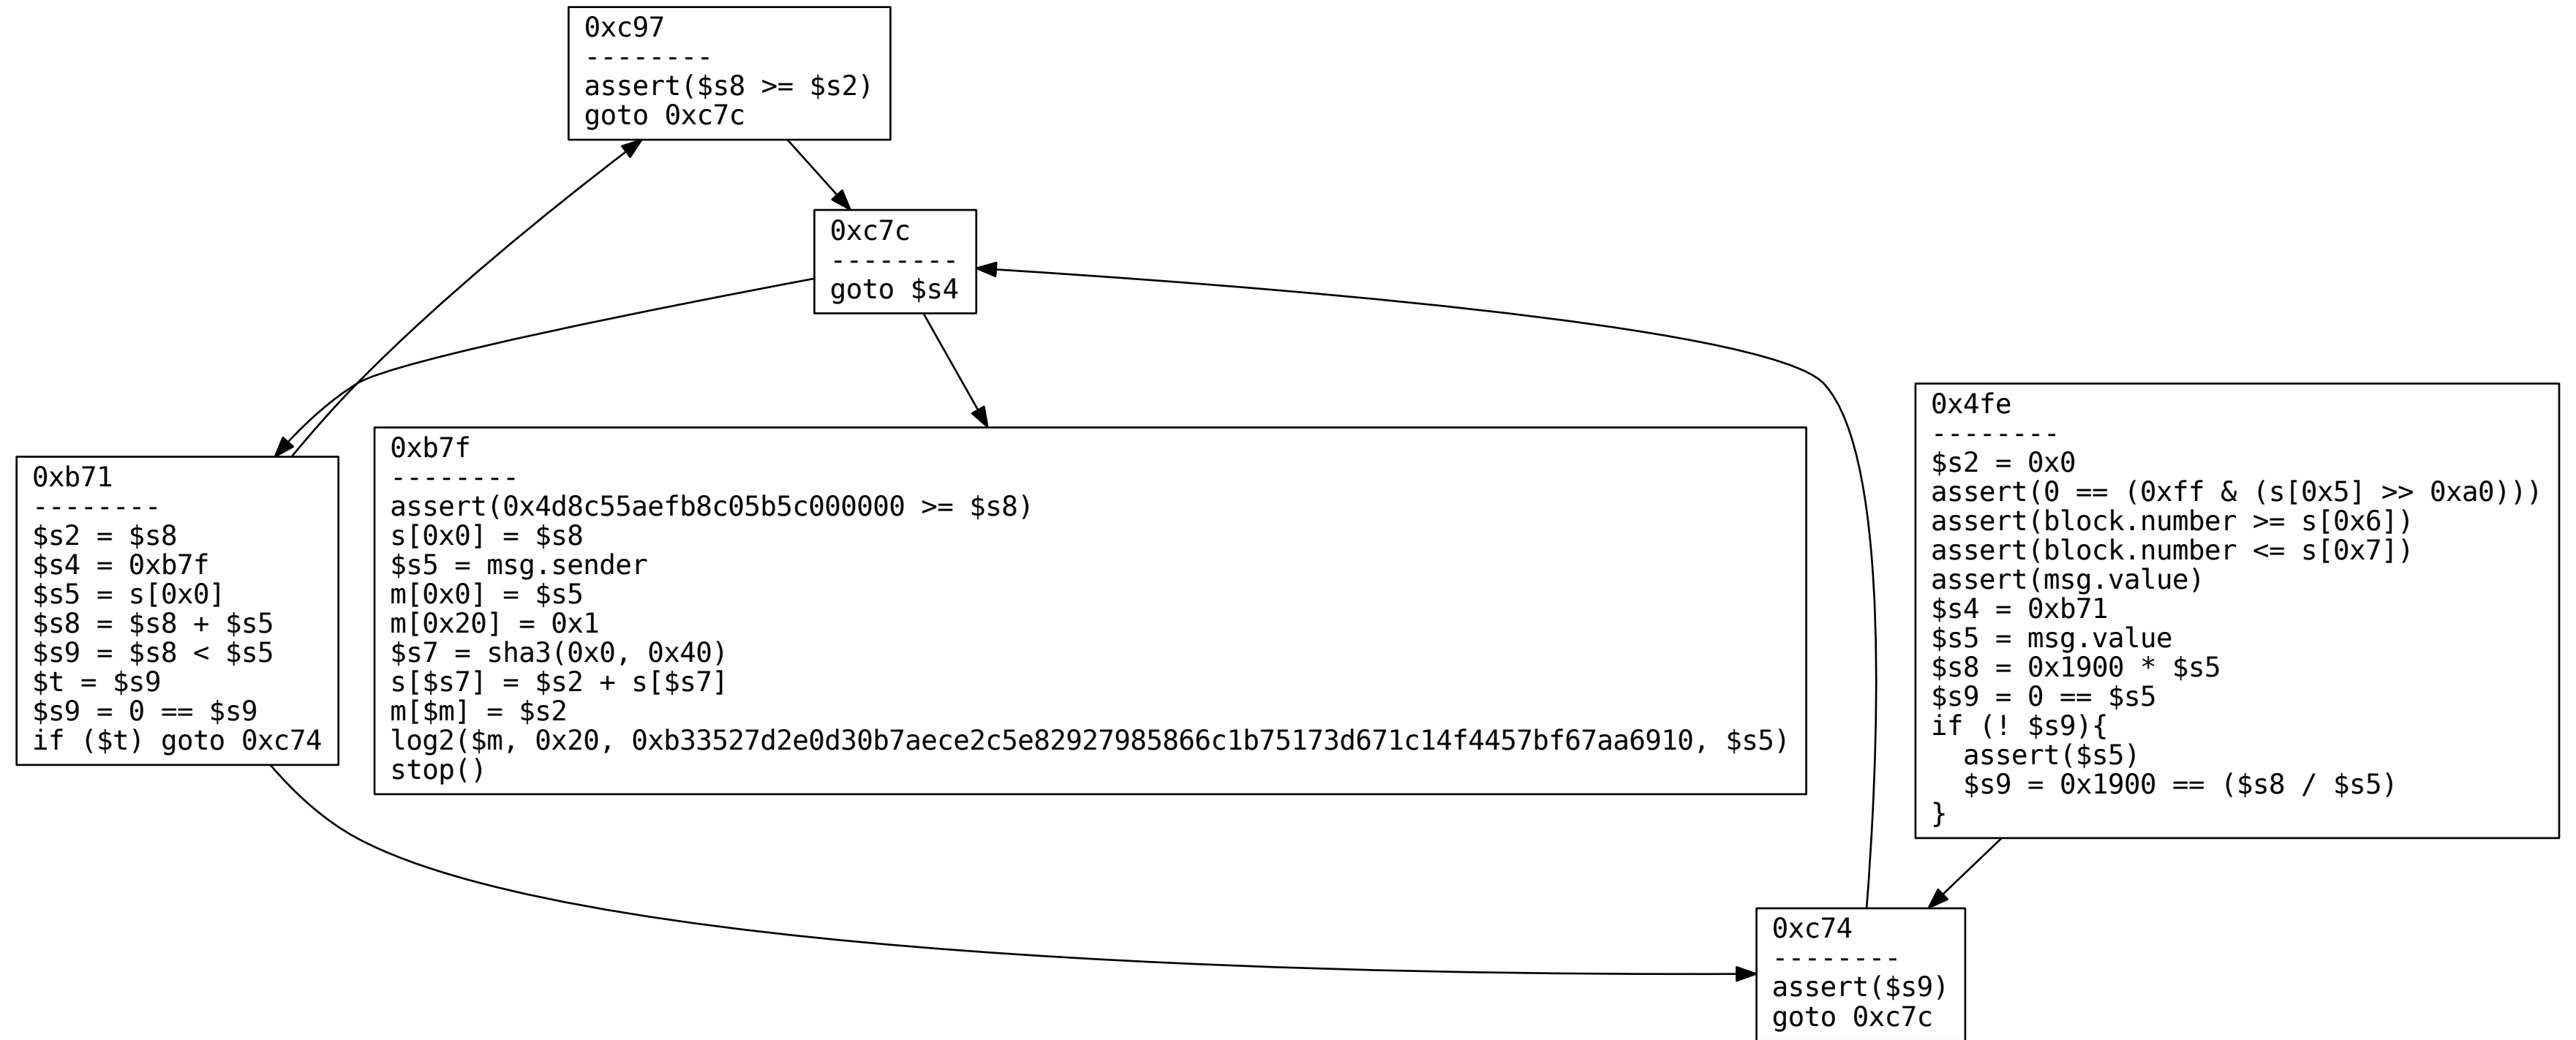 0xc97
--------
assert($s8 >= $s2)
goto 0xc7c
0xc7c
--------
goto $s4
0xb71
--------
$s2 = $s8
$s4 = 0xb7f
$s5 = s[0x0]
$s8 = $s8 + $s5
$s9 = $s8 < $s5
$t = $s9
$s9 = 0 == $s9
if ($t) goto 0xc74
0xb7f
--------
assert(0x4d8c55aefb8c05b5c000000 >= $s8)
s[0x0] = $s8
$s5 = msg.sender
m[0x0] = $s5
m[0x20] = 0x1
$s7 = sha3(0x0, 0x40)
s[$s7] = $s2 + s[$s7]
m[$m] = $s2
log2($m, 0x20, 0xb33527d2e0d30b7aece2c5e82927985866c1b75173d671c14f4457bf67aa6910, $s5)
stop()
0x4fe
--------
$s2 = 0x0
assert(0 == (0xff & (s[0x5] >> 0xa0)))
assert(block.number >= s[0x6])
assert(block.number <= s[0x7])
assert(msg.value)
$s4 = 0xb71
$s5 = msg.value
$s8 = 0x1900 * $s5
$s9 = 0 == $s5
if (! $s9){
  assert($s5)
  $s9 = 0x1900 == ($s8 / $s5)
}
0xc74
--------
assert($s9)
goto 0xc7c